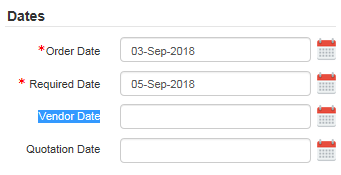 Dates
*Order Date 03-Sep-2018
* Required Date 05-Sep-2018
Vendor Date
Quotation Date